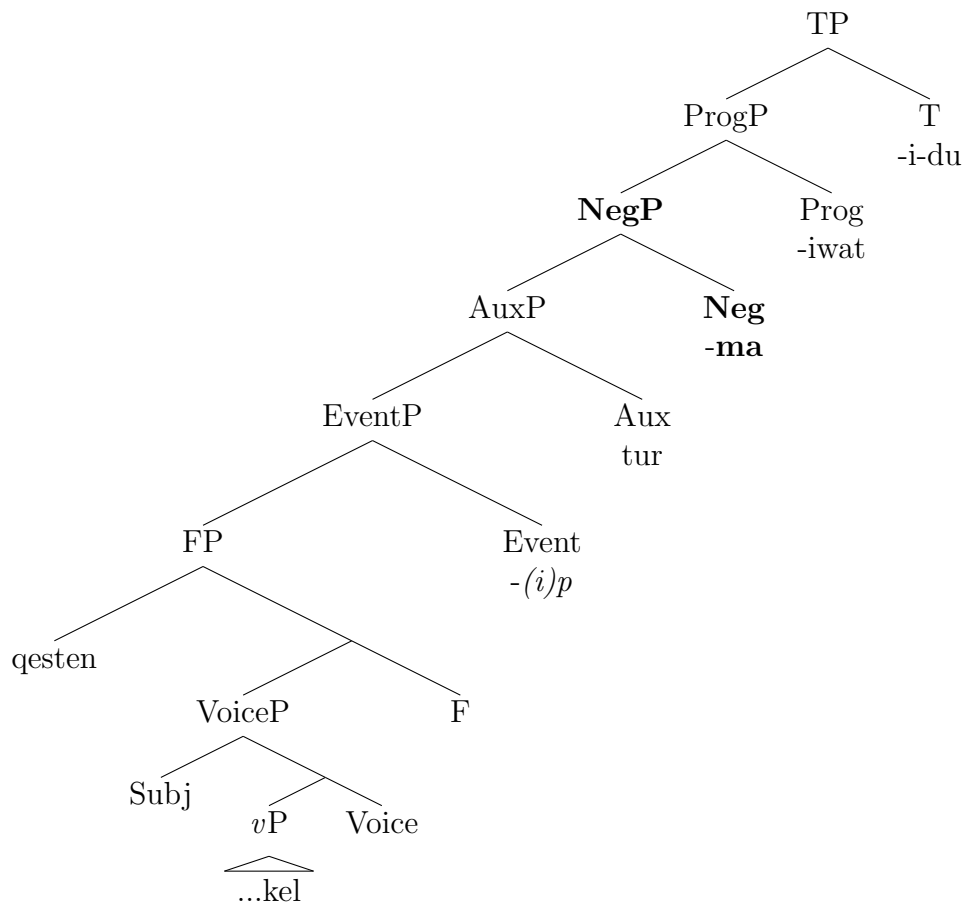 TP
ProgP T
-i-du
NegP Prog
-iwat
AuxP Neg
-ma
EventP Aux
tur
FP Event
-(i)p
qesten
VoiceP F
Subj
vP Voice
...kel